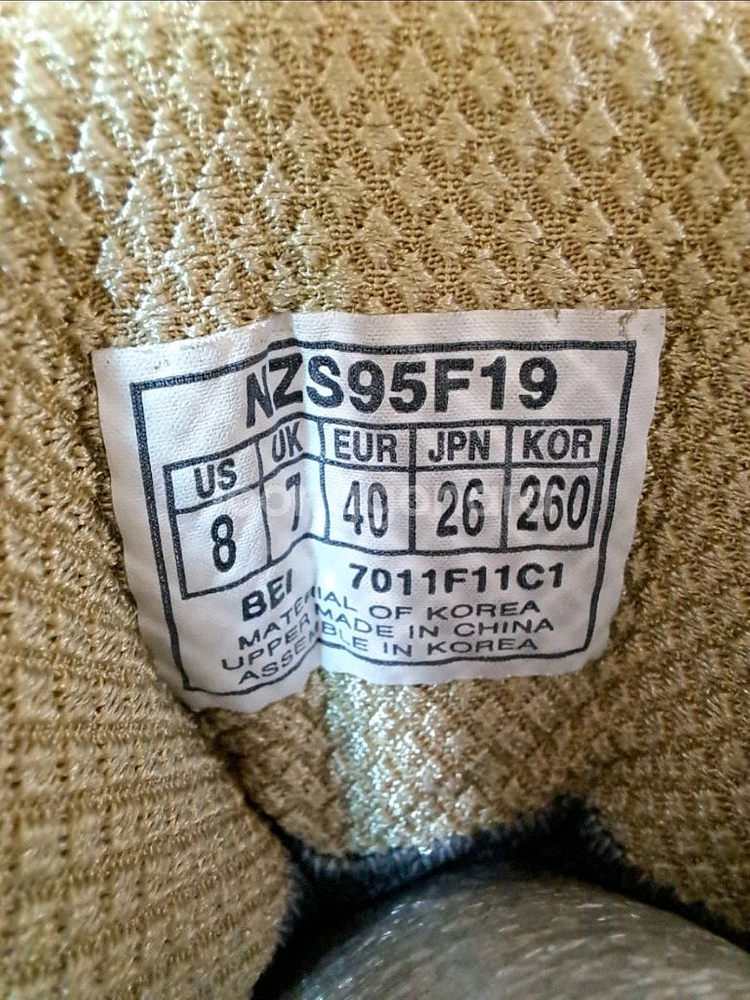 NZS95F19
US UK EUR JPN KOR
8 7 40 26 260
BEI 7011F11C1
MATERIAL OF KOREA
UPPER MADE IN CHINA
ASSEMBLE IN KOREA